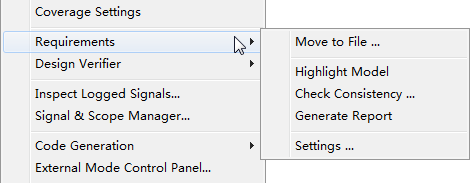 Coverage Settings
Requirements
Design Verifier
Inspect Logged Signals...
Signal & Scope Manager...
Code Generation
External Mode Control Panel...
Move to File ...
Highlight Model
Check Consistency ...
Generate Report
Settings ...